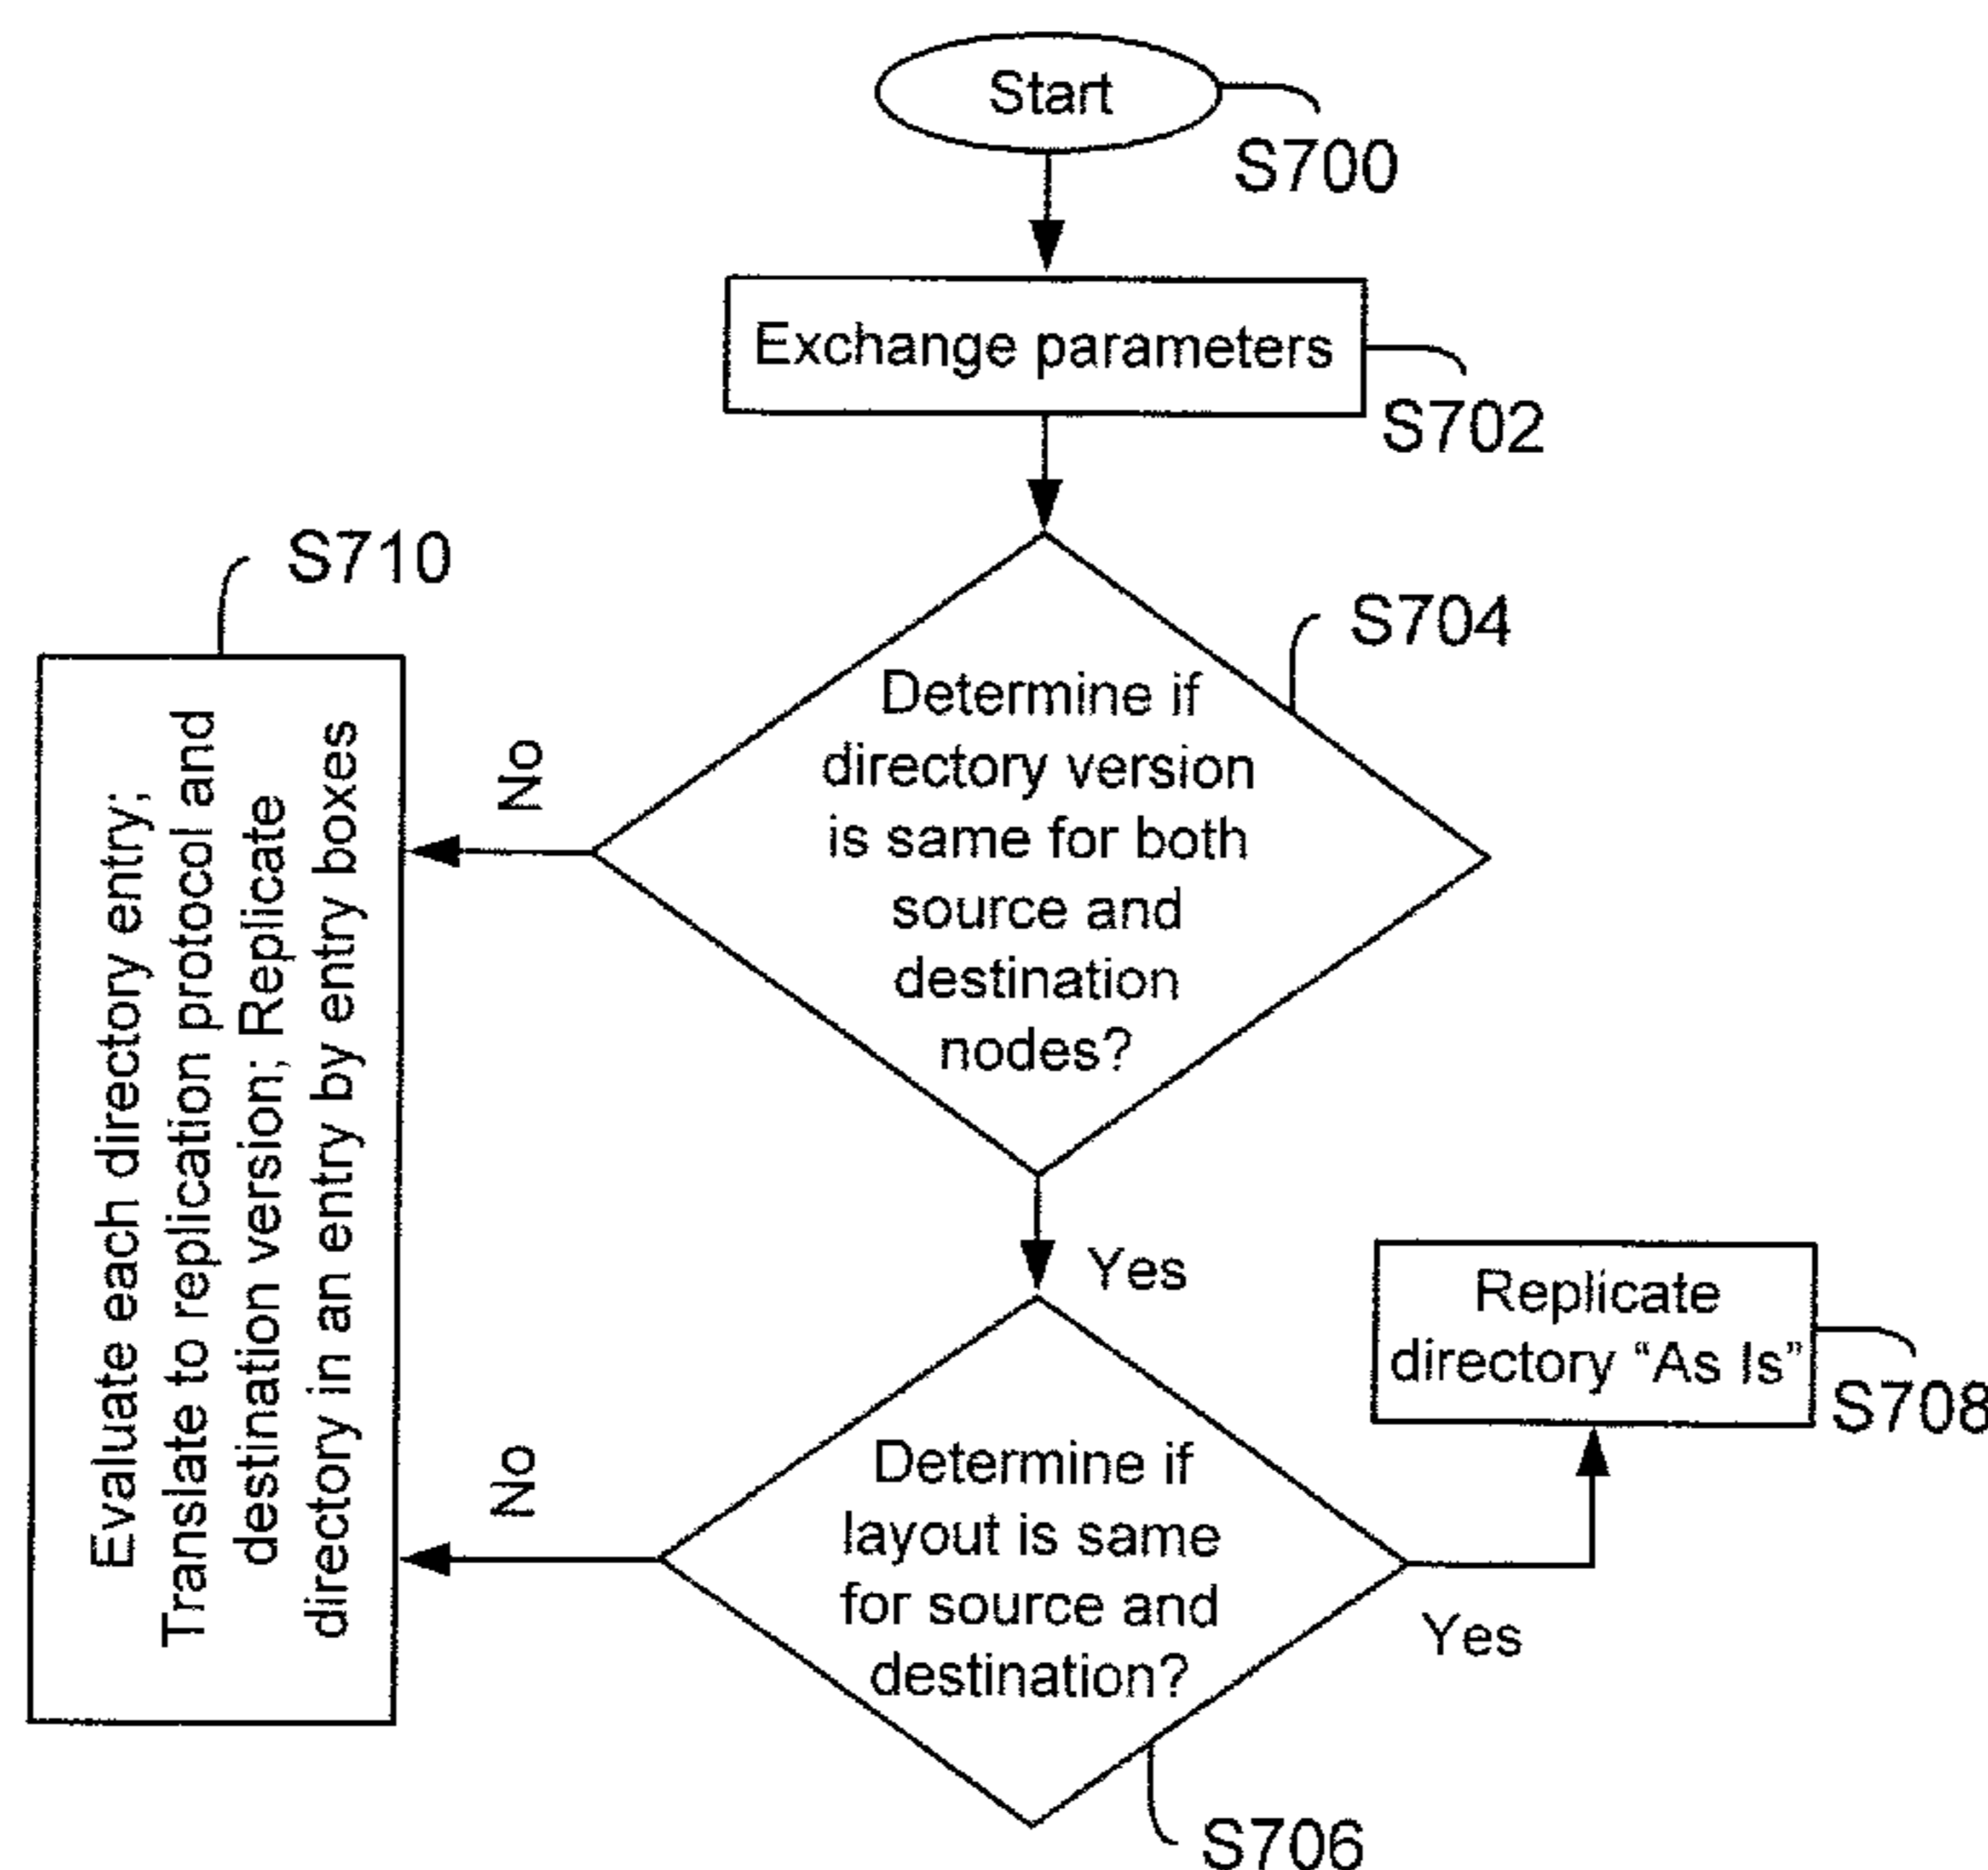 Start
S700
Exchange parameters
S702
S710
S704
Determine if
directory version
is same for both
source and
destination
nodes?
No
Evaluate each directory entry;
Translate to replication protocol and
destination version; Replicate
directory in an entry by entry boxes
Yes
Replicate
directory “As Is”
S708
Determine if
layout is same
for source and
destination?
No
Yes
S706